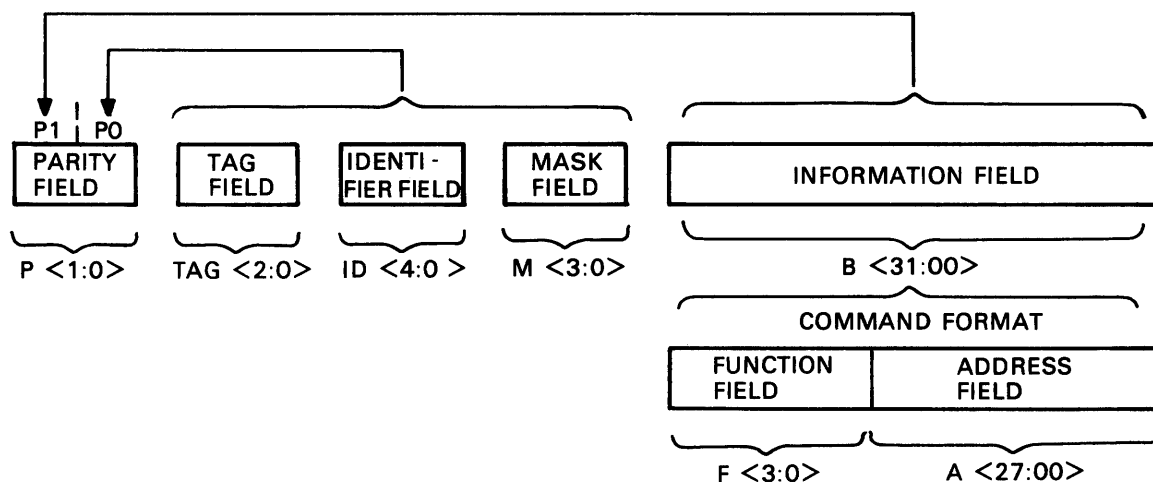 P1 P0
PARITY FIELD
TAG FIELD
IDENTI- FIER FIELD
MASK FIELD
INFORMATION FIELD
P <1:0>
TAG <2:0>
ID <4:0 >
M <3:0>
B <31:00>
COMMAND FORMAT
FUNCTION FIELD
ADDRESS FIELD
F <3:0>
A <27:00>